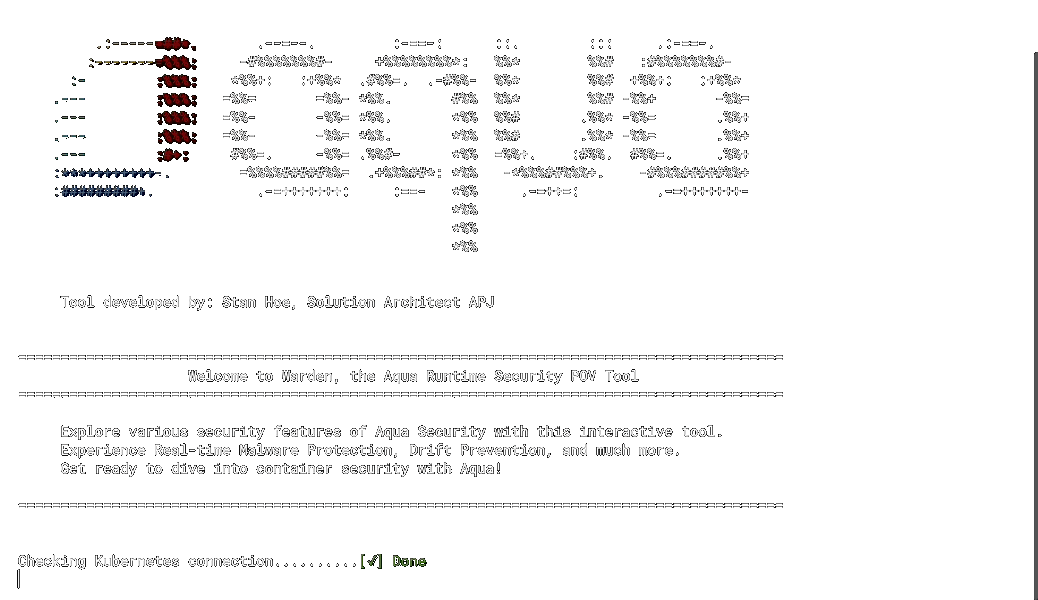 aqua
Tool developed by: Stan Hoe, Solution Architect APJ
Welcome to Warden, the Aqua Runtime Security POV Tool
Explore various security features of Aqua Security with this interactive tool.
Experience Real-time Malware Protection, Drift Prevention, and much more.
Get ready to dive into container security with Aqua!
Checking Kubernetes connection..........[✓] Done